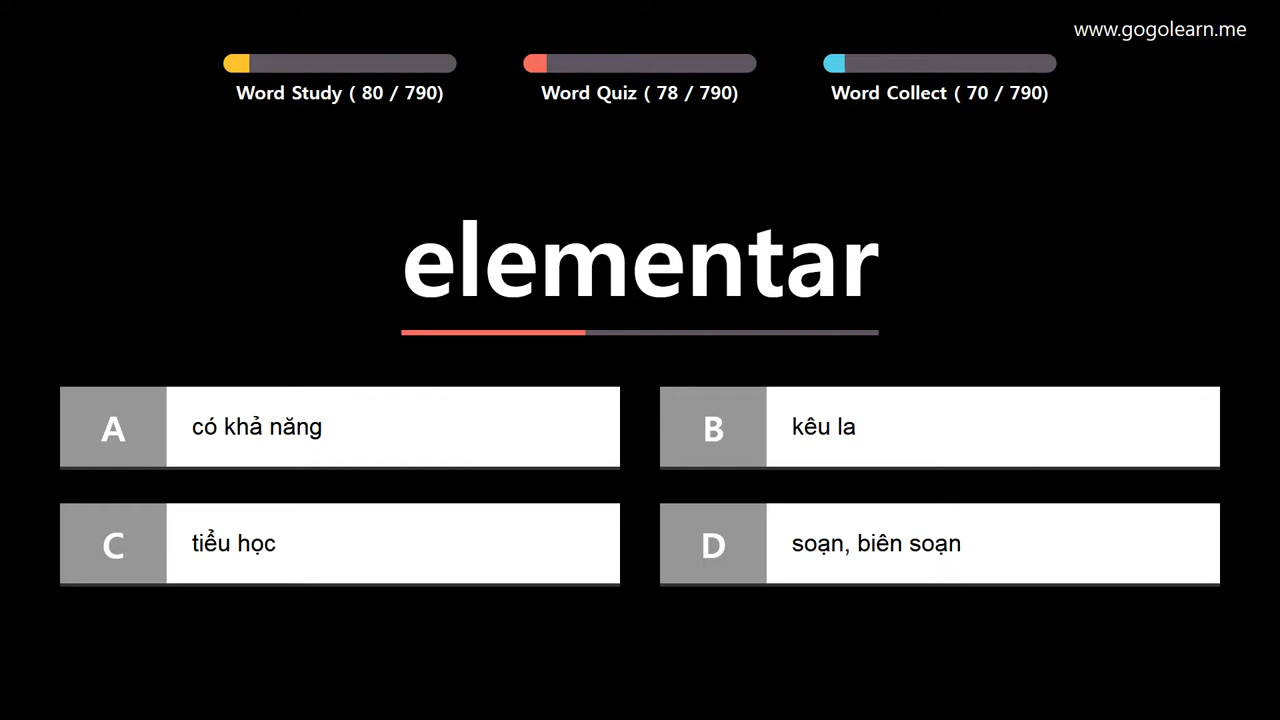 www.gogolearn.me
Word Study ( 80 / 790)
Word Quiz ( 78 / 790)
Word Collect ( 70 / 790)
elementar
A
có khả năng
B
kêu la
C
tiểu học
D
soạn, biên soạn